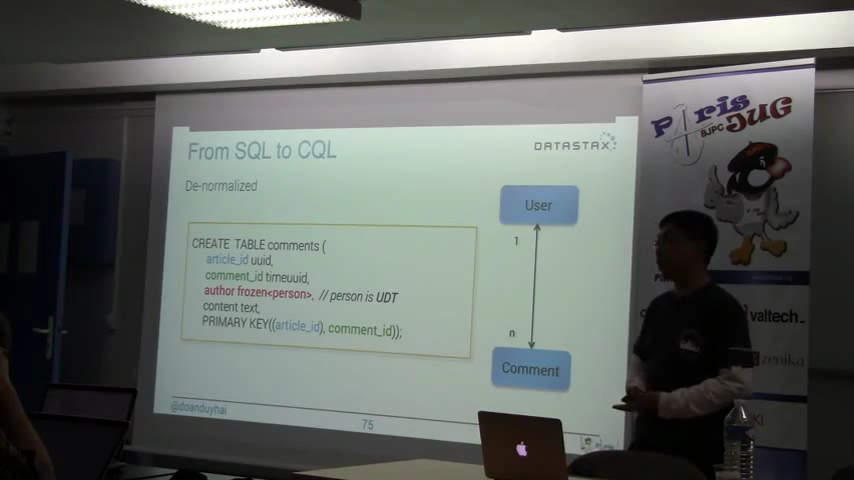 From SQL to CQL
DATASTAX
De-normalized
CREATE TABLE comments (
article_id uuid,
comment_id timeuuid,
author frozen<person>, // person is UDT
content text,
PRIMARY KEY((article_id), comment_id));
User
1
n
Comment
@doanduyhai
75
Paris
BJPC
JUG
valtech_
zenika